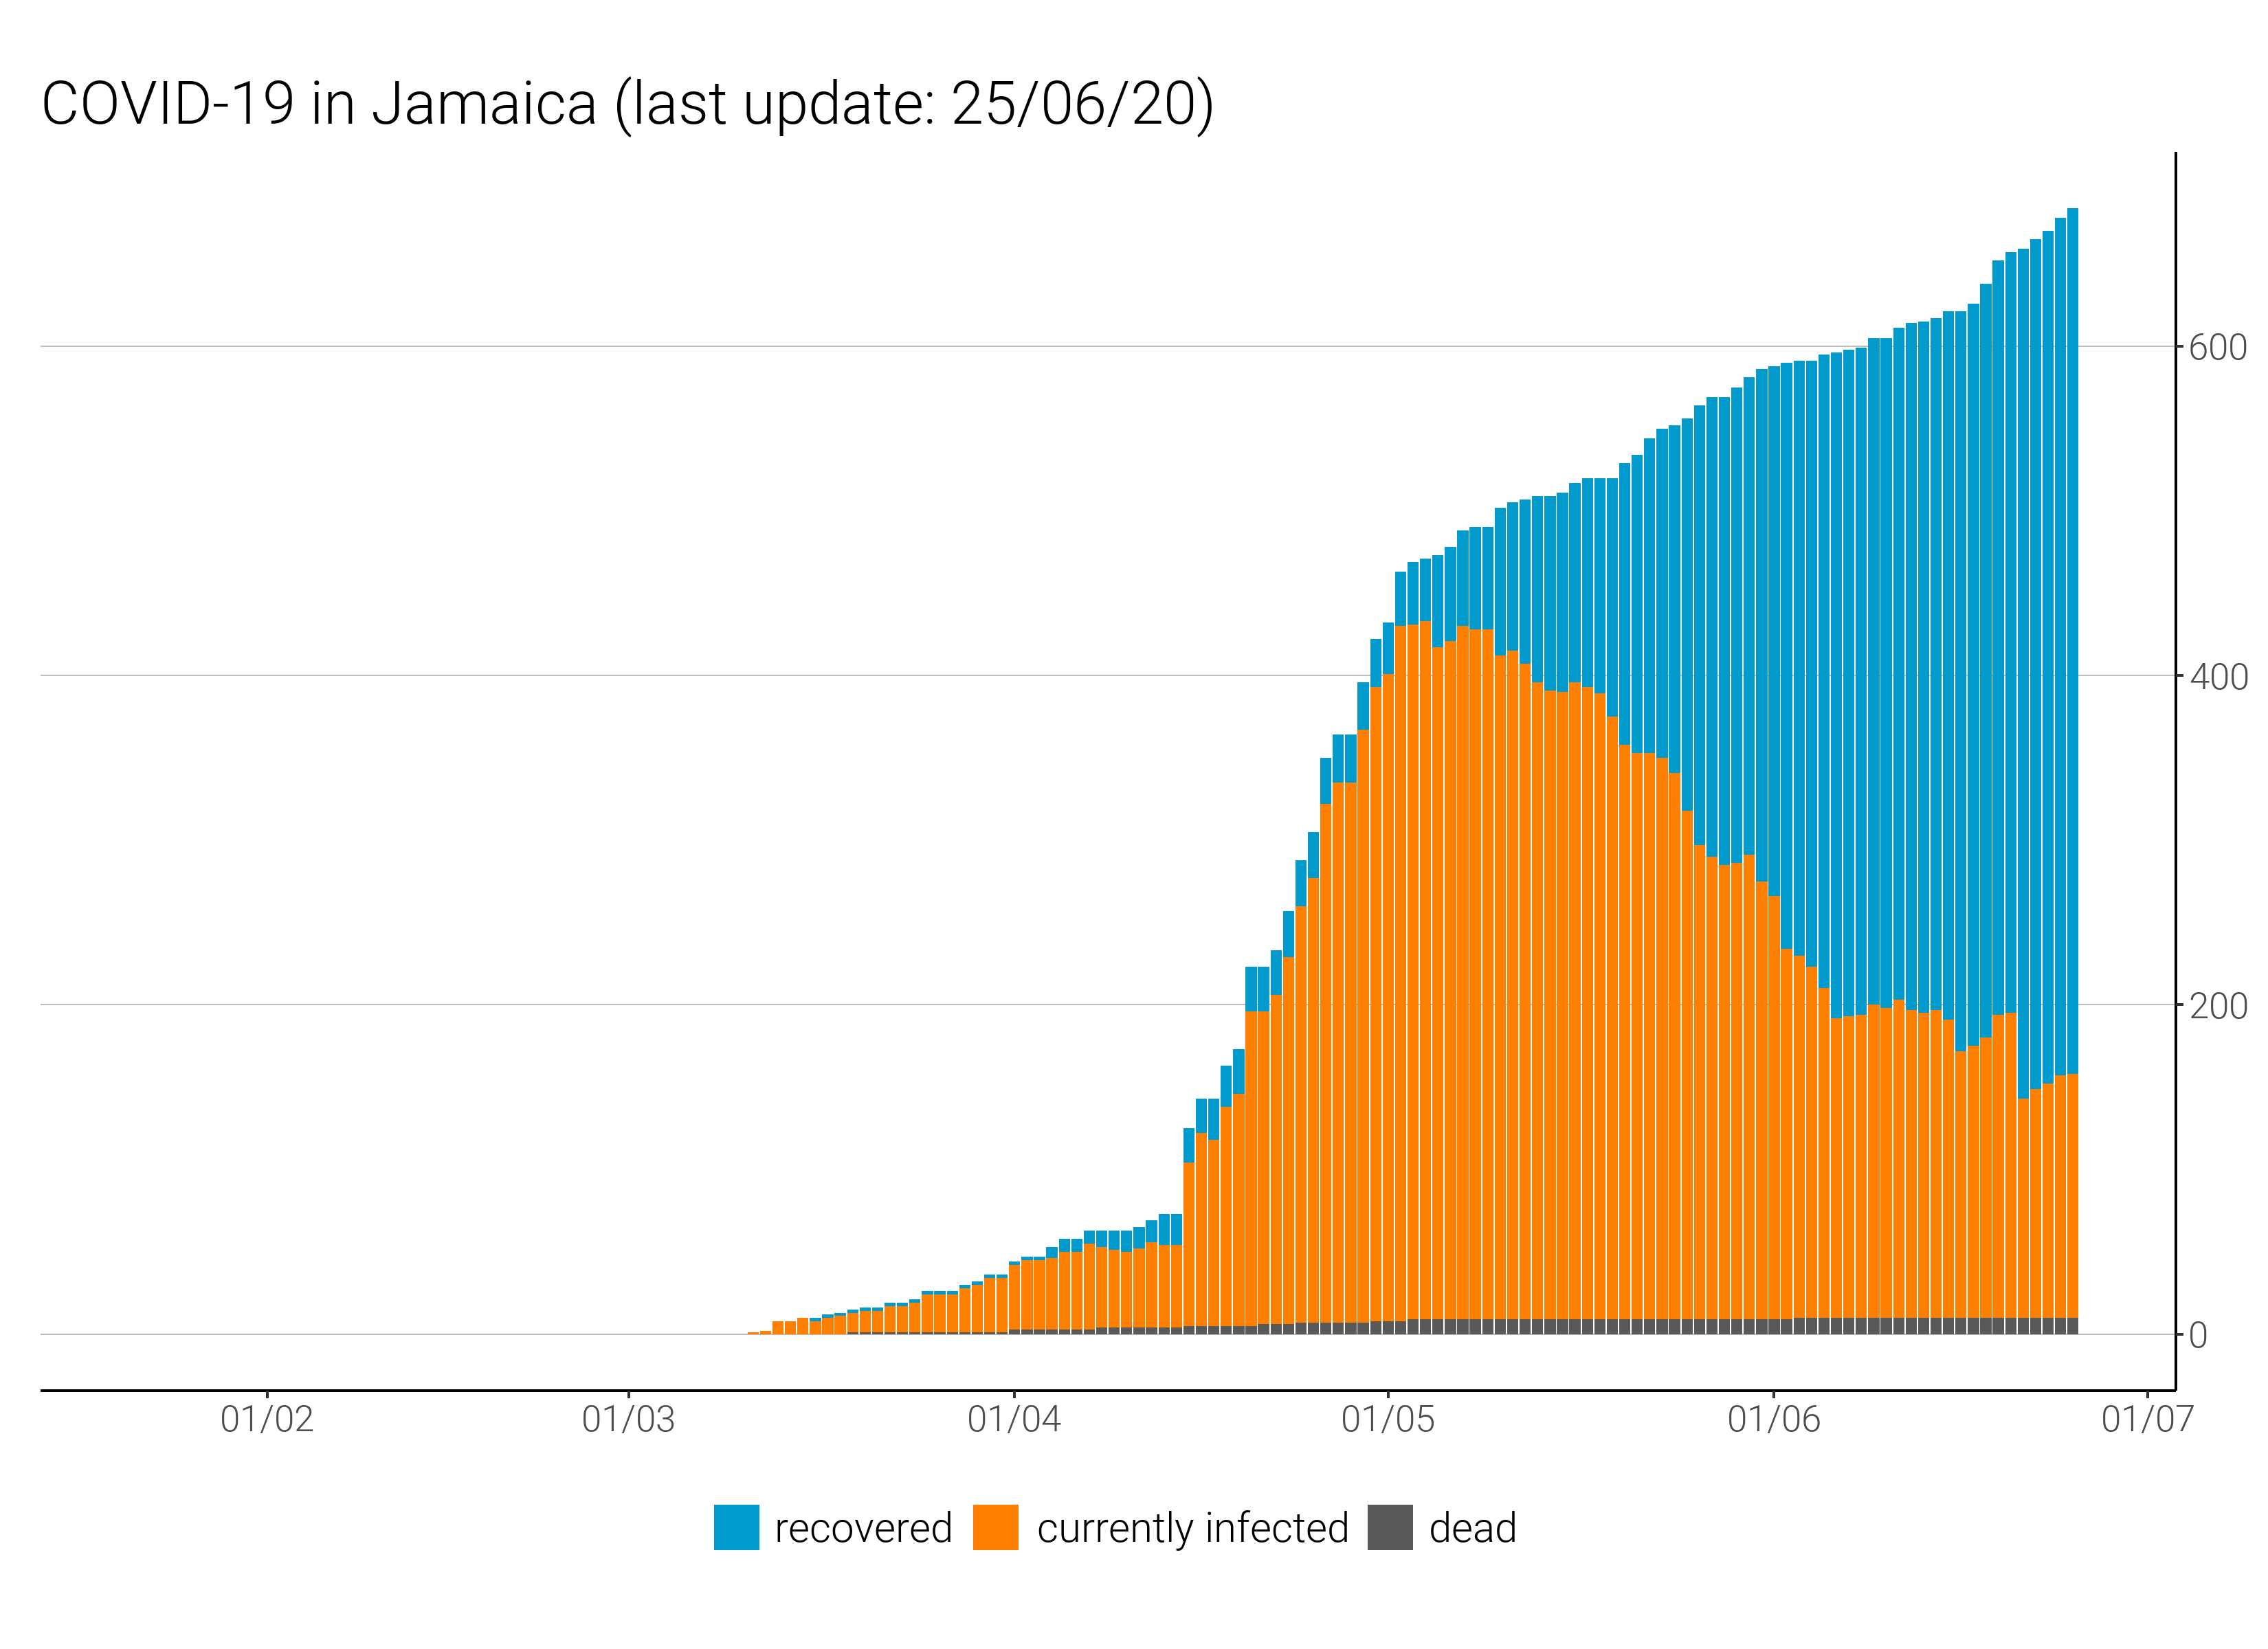 COVID-19 in Jamaica (last update: 25/06/20)
600
400
200
0
01/02 01/03 01/04 01/05 01/06 01/07
recovered currently infected dead